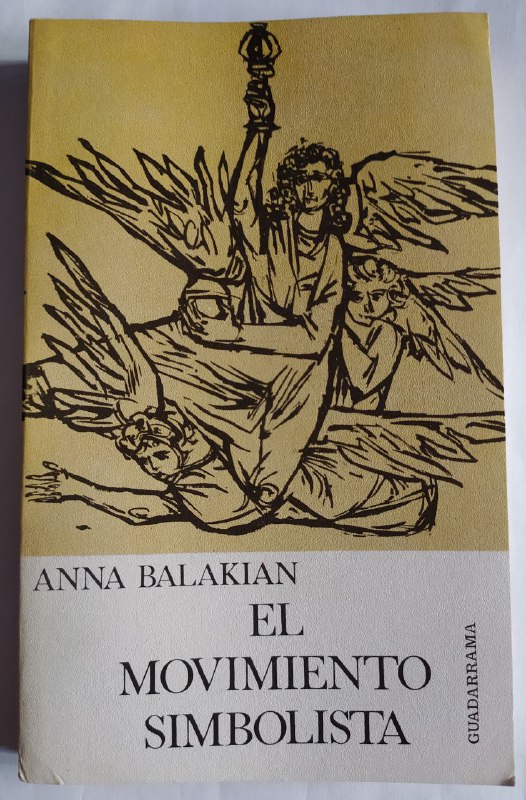 ANNA BALAKIAN
EL
MOVIMIENTO
SIMBOLISTA
GUADARRAMA